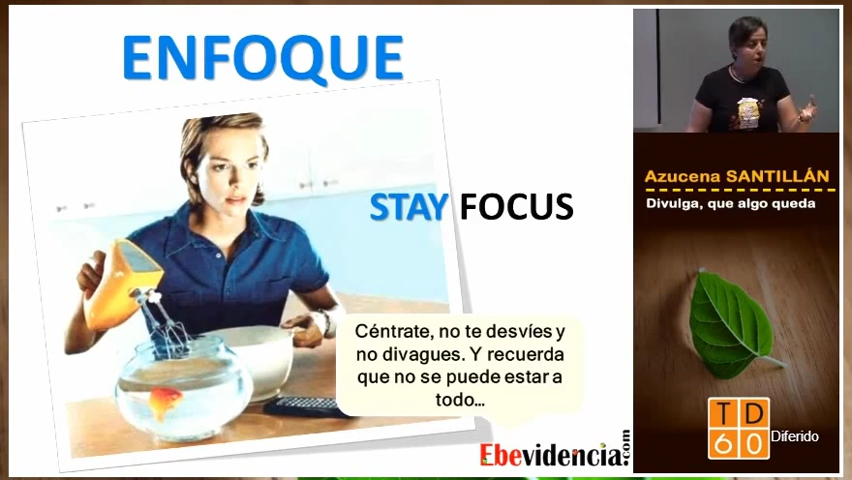 ENFOQUE
STAY FOCUS
Céntrate, no te desvíes y
no divagues. Y recuerda
que no se puede estar a
todo...
Ebevidencia.com
Azucena SANTILLÁN
Divulga, que algo queda
TD
60
Diferido